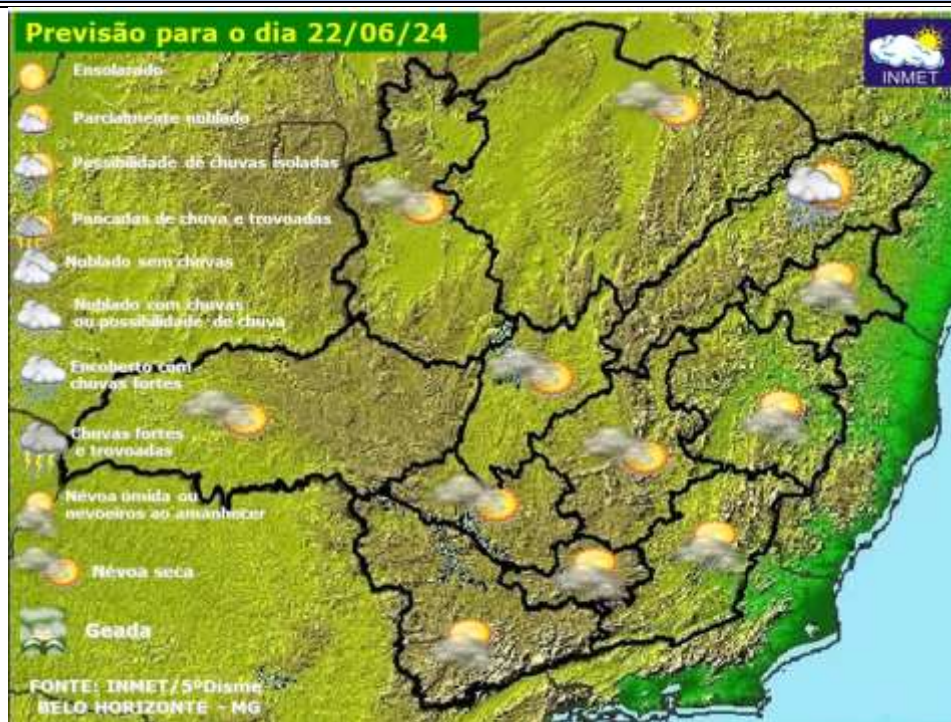 Previsão para o dia 22/06/24
INMET
Ensolarado
Parcialmente nublado
Possibilidade de chuvas isoladas
Pancadas de chuva e trovoadas
Nublado sem chuvas
Nublado com chuvas
ou possibilidade de chuva
Encoberto com
chuvas fortes
Chuvas fortes
e trovoadas
Névoa úmida ou
nevoeiros ao amanhecer
Névoa seca
Geada
FONTE: INMET/5ºDisme
BELO HORIZONTE - MG